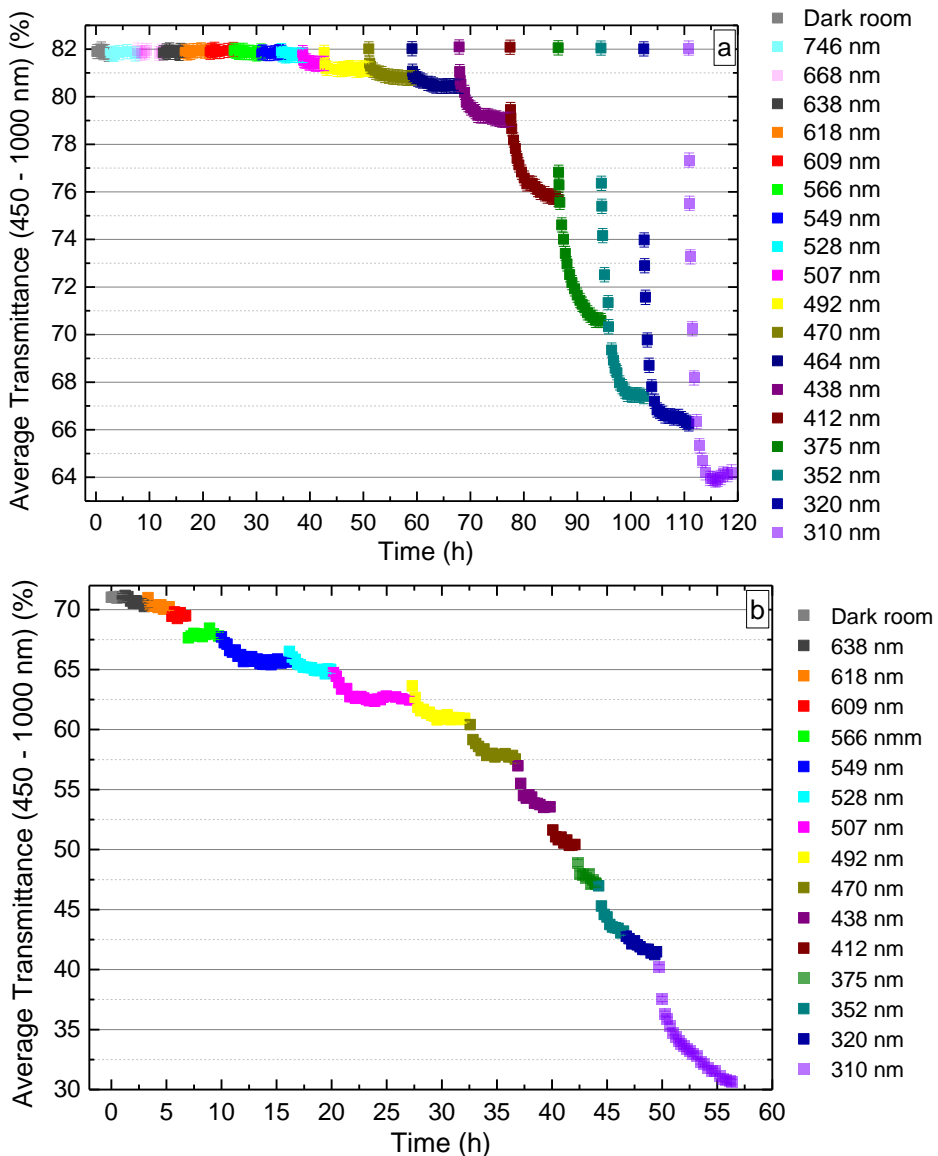 Average Transmittance (450 - 1000 nm) (%)
82
80
78
76
74
72
70
68
66
64
0 10 20 30 40 50 60 70 80 90 100 110 120
Time (h)
a
Dark room
746 nm
668 nm
638 nm
618 nm
609 nm
566 nm
549 nm
528 nm
507 nm
492 nm
470 nm
464 nm
438 nm
412 nm
375 nm
352 nm
320 nm
310 nm
Average Transmittance (450 - 1000 nm) (%)
70
65
60
55
50
45
40
35
30
0 5 10 15 20 25 30 35 40 45 50 55 60
Time (h)
b
Dark room
638 nm
618 nm
609 nm
566 nmm
549 nm
528 nm
507 nm
492 nm
470 nm
438 nm
412 nm
375 nm
352 nm
320 nm
310 nm